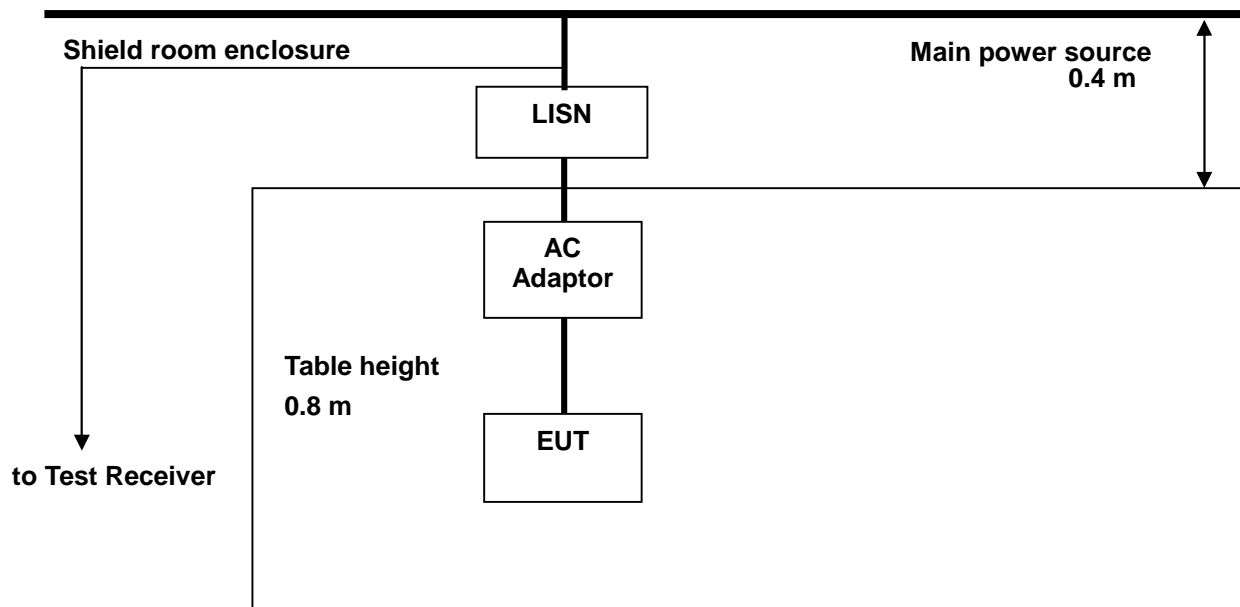 Shield room enclosure
Main power source
0.4 m
LISN
AC
Adaptor
Table height
0.8 m
EUT
to Test Receiver